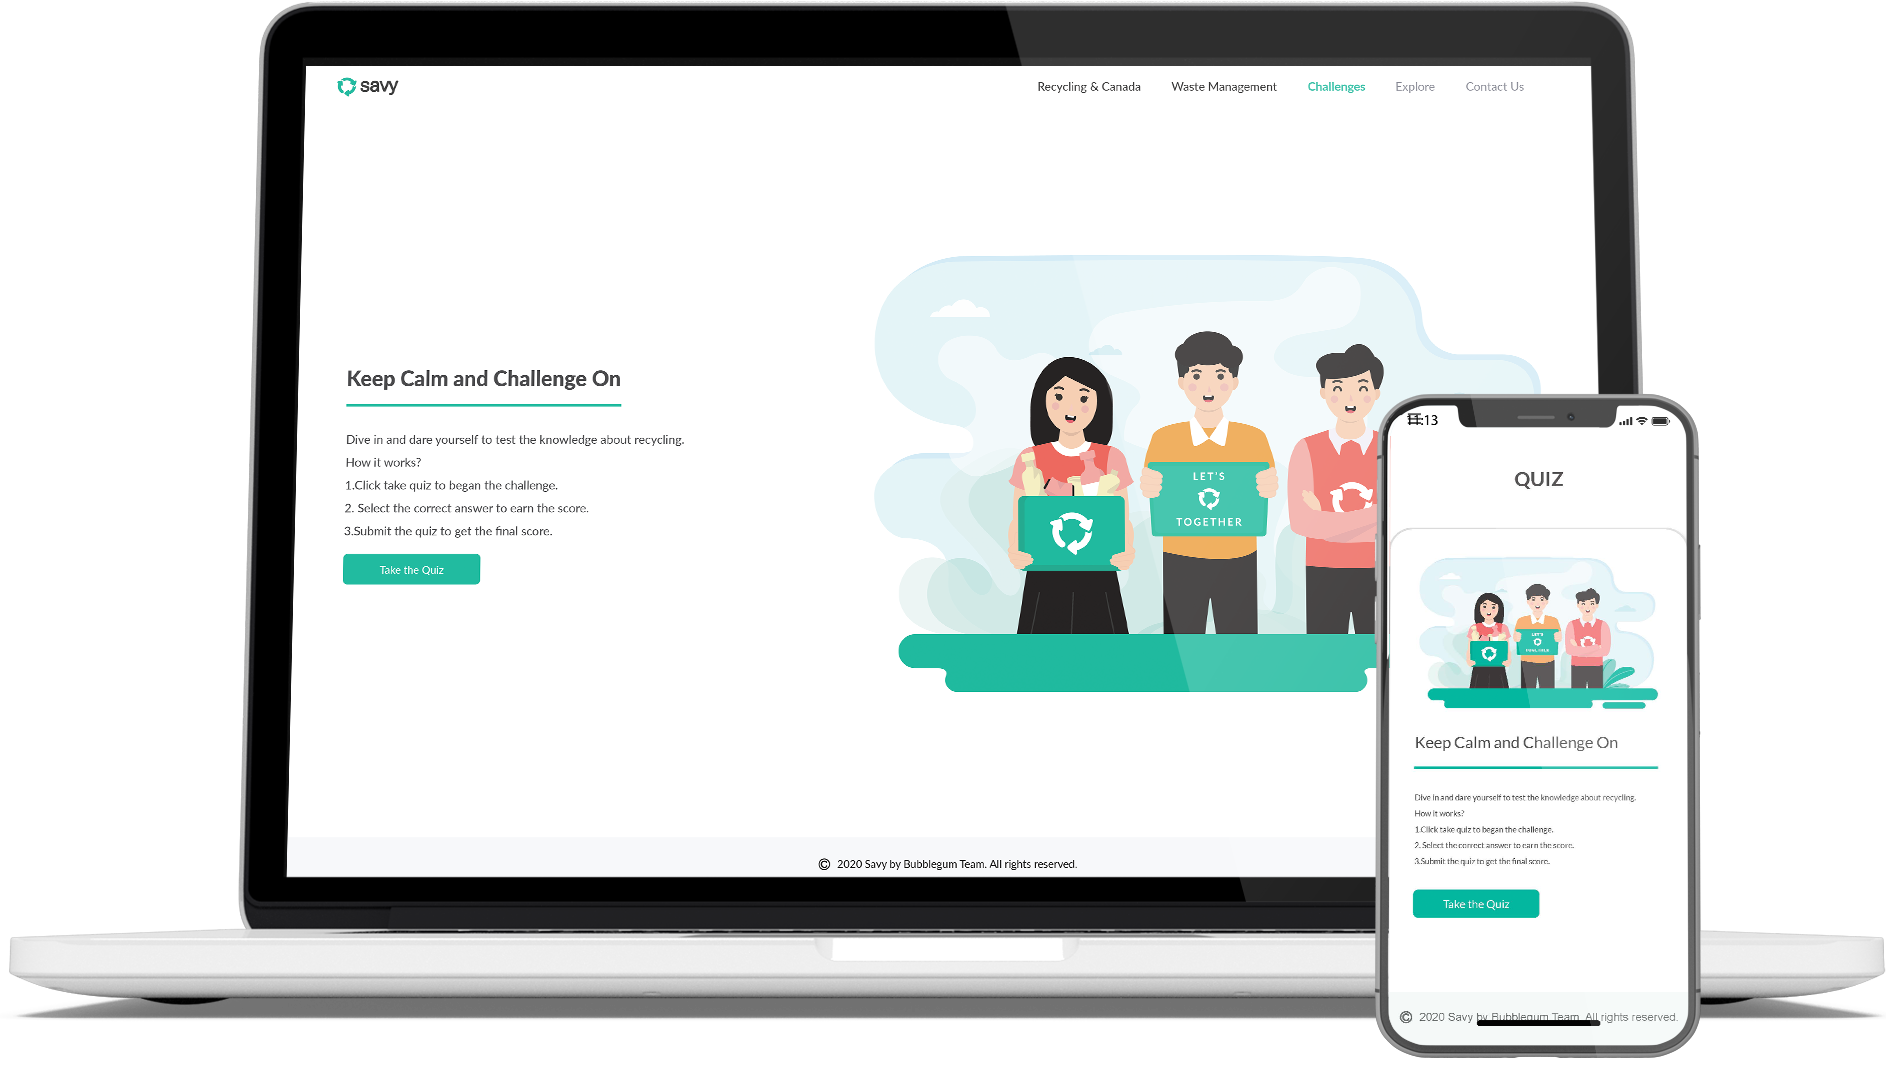 savy
Recycling & Canada Waste Management Challenges Explore Contact Us
Keep Calm and Challenge On
Dive in and dare yourself to test the knowledge about recycling.
How it works?
1.Click take quiz to began the challenge.
2. Select the correct answer to earn the score.
3.Submit the quiz to get the final score.
Take the Quiz
LET'S
TOGETHER
© 2020 Savy by Bubblegum Team. All rights reserved.
:13
QUIZ
LET'S
Keep Calm and Challenge On
Dive in and dare yourself to test the knowledge about recycling.
How it works?
1.Click take quiz to began the challenge.
2. Select the correct answer to earn the score.
3.Submit the quiz to get the final score.
Take the Quiz
© 2020 Savy by Bubblegum Team. All rights reserved.